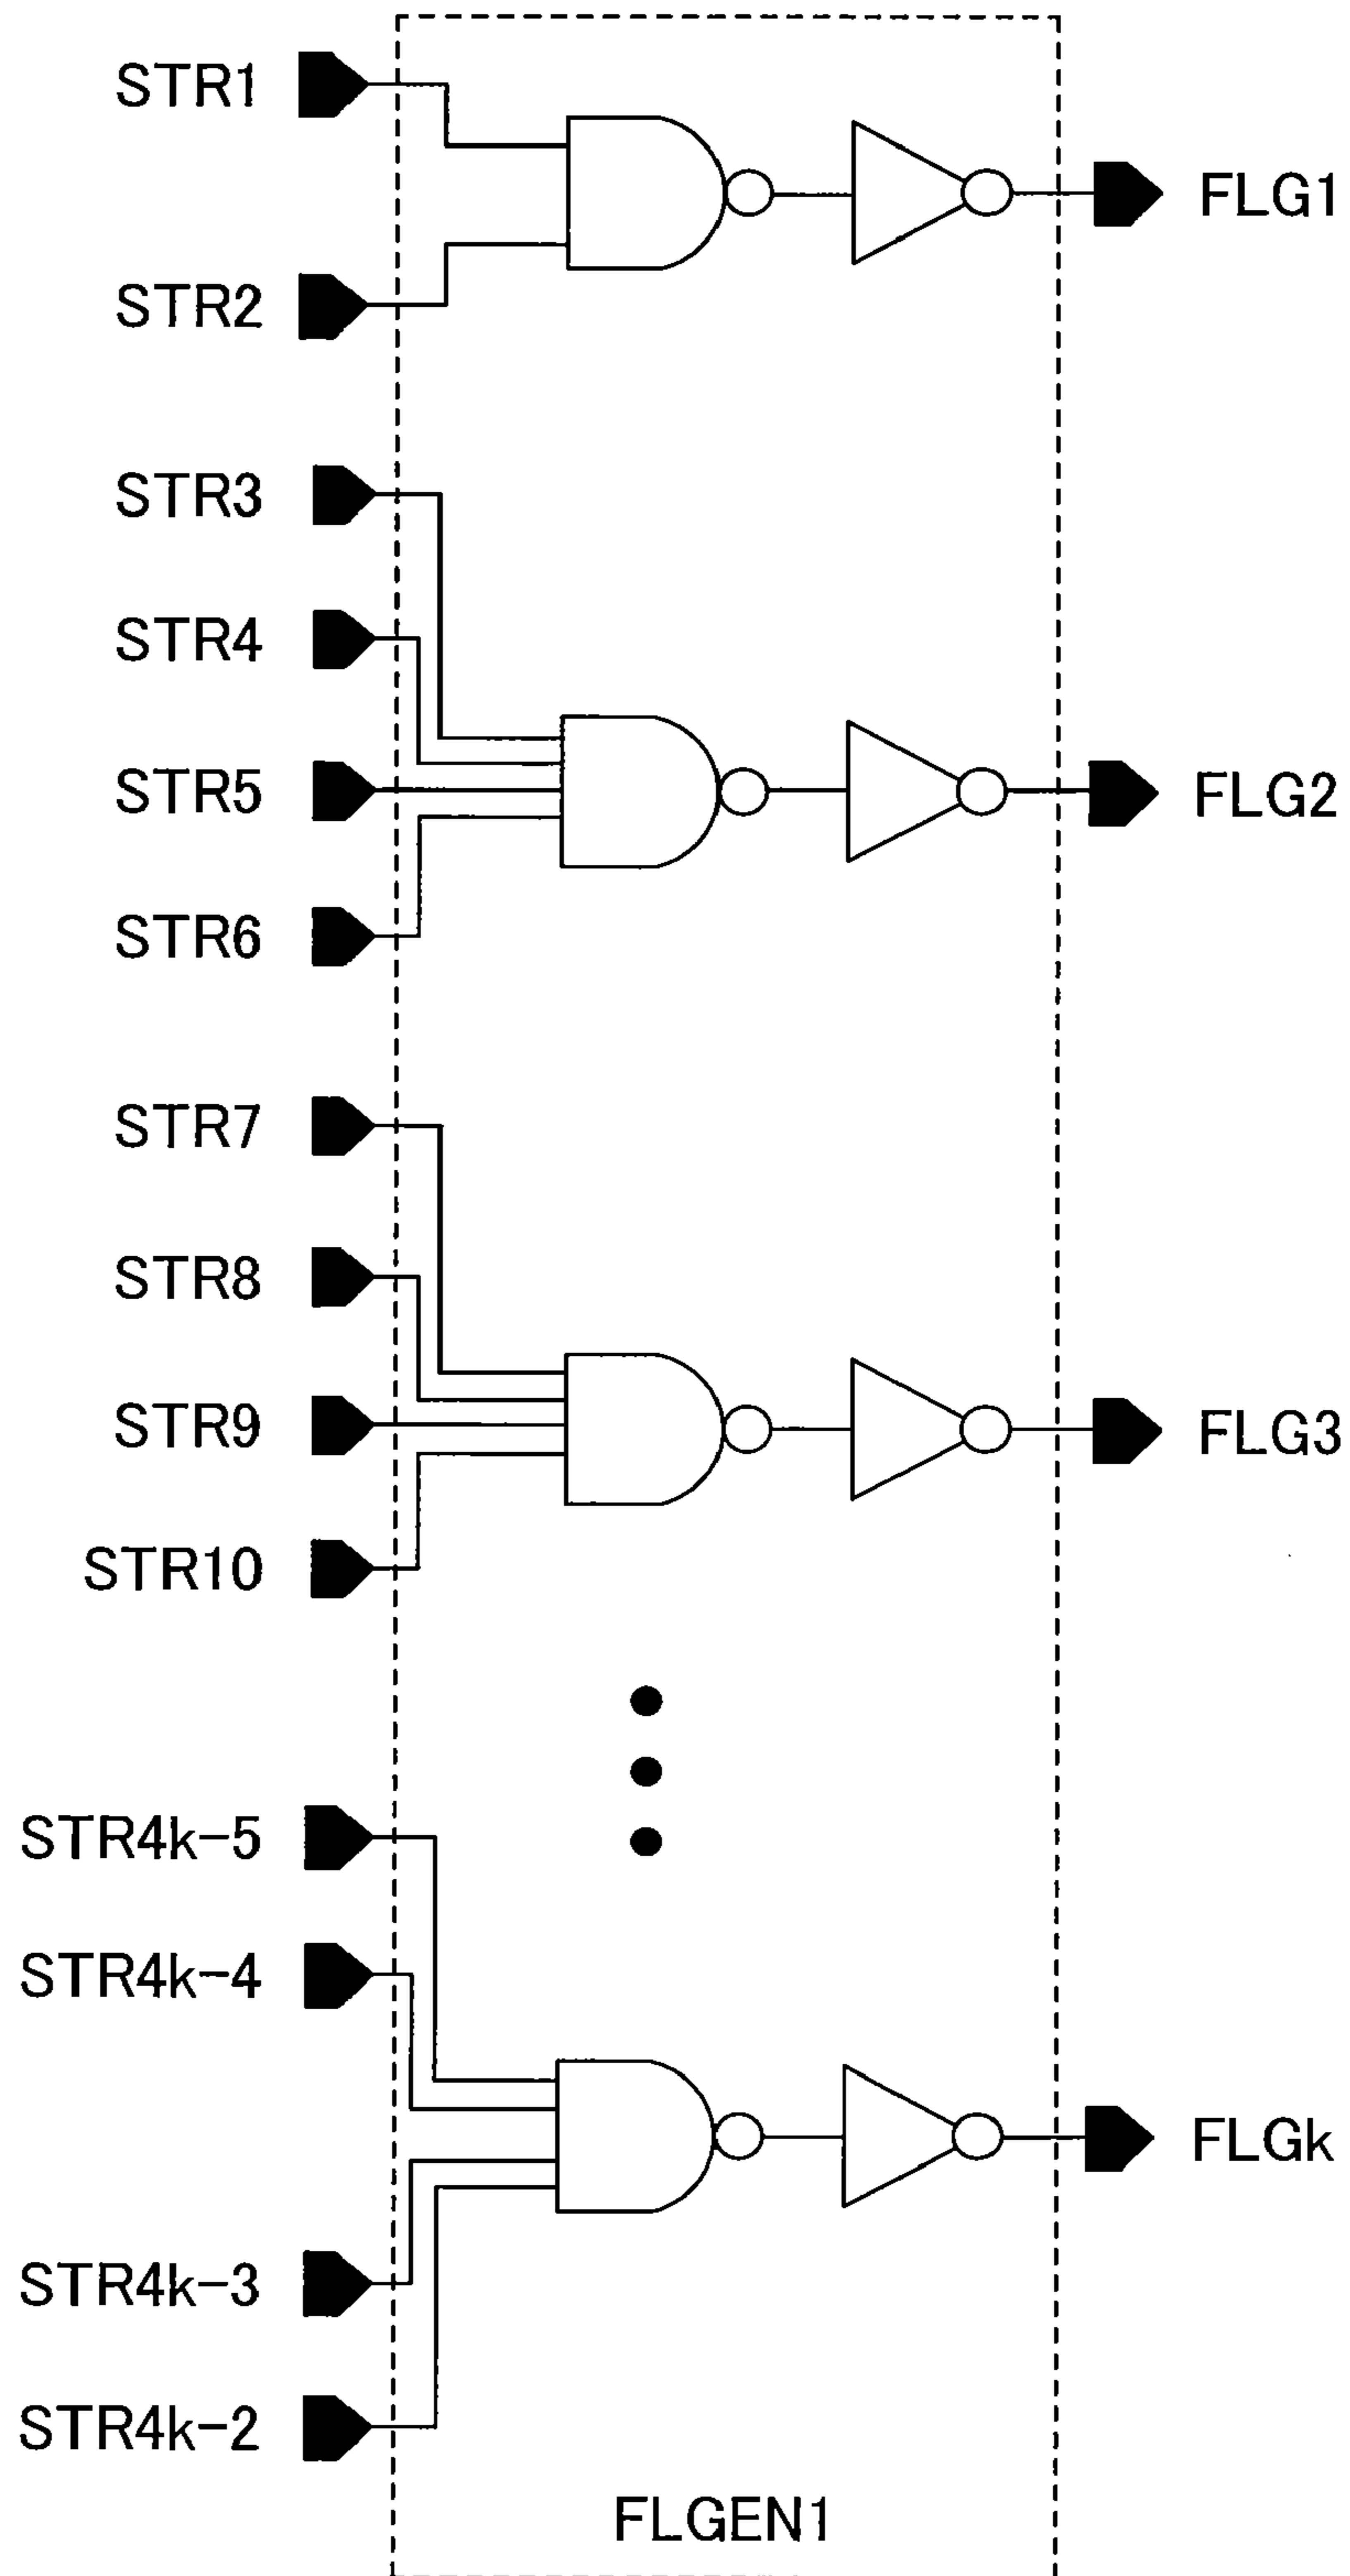 STR1
FLG1
STR2
STR3
STR4
STR5
FLG2
STR6
STR7
STR8
STR9
FLG3
STR10
STR4k-5
STR4k-4
FLGk
STR4k-3
STR4k-2
FLGEN1